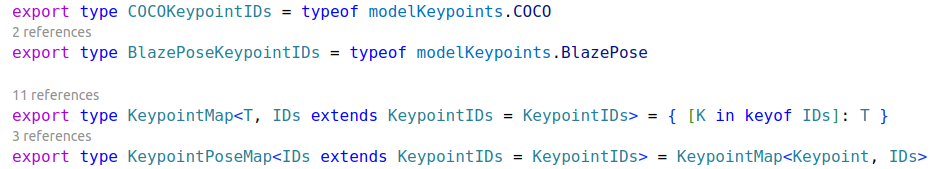 export type COCOKeypointIDs = typeof modelKeypoints.COCO
2 references
export type BlazePoseKeypointIDs = typeof modelKeypoints.BlazePose
11 references
export type KeypointMap<T, IDs extends KeypointIDs = KeypointIDs> = { [K in keyof IDs]: T }
3 references
export type KeypointPoseMap<IDs extends KeypointIDs = KeypointIDs> = KeypointMap<Keypoint, IDs>